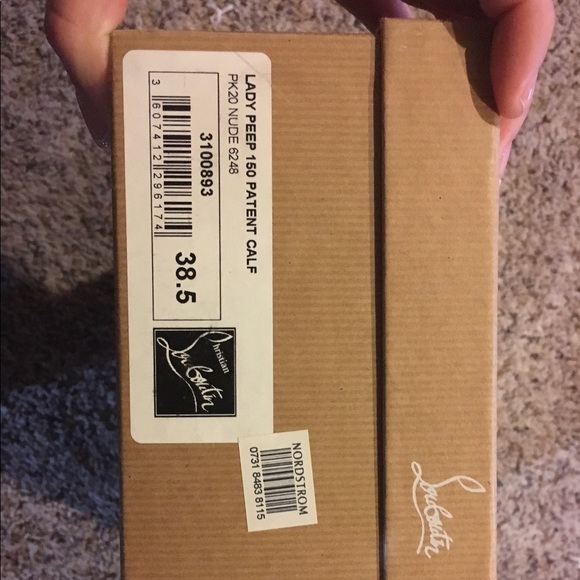 LADY PEEP 150 PATENT CALF
PK20 NUDE 6248
3100893
3 607412 296174
38.5
Christian
Louboutin
NORDSTROM
0731 8483 8115
Louboutin